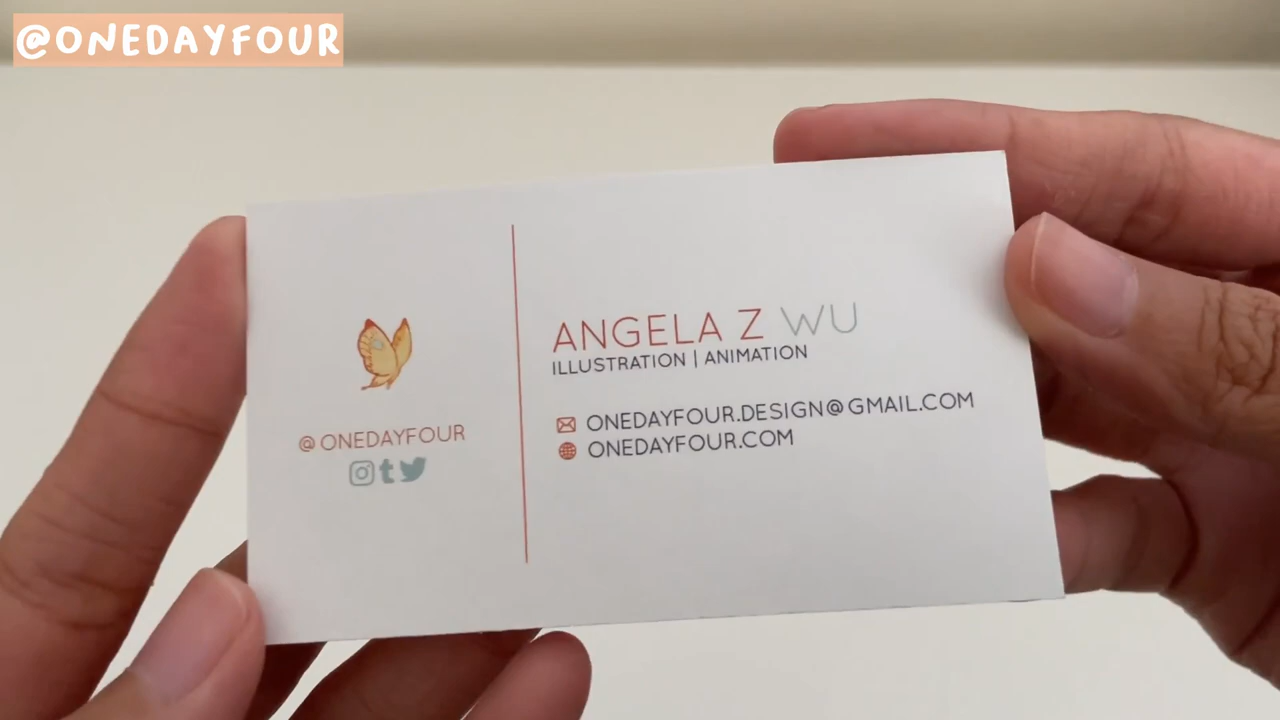 @ONEDAYFOUR
@ONEDAYFOUR
ANGELA Z WU
ILLUSTRATION | ANIMATION
ONEDAYFOUR.DESIGN@GMAIL.COM
ONEDAYFOUR.COM